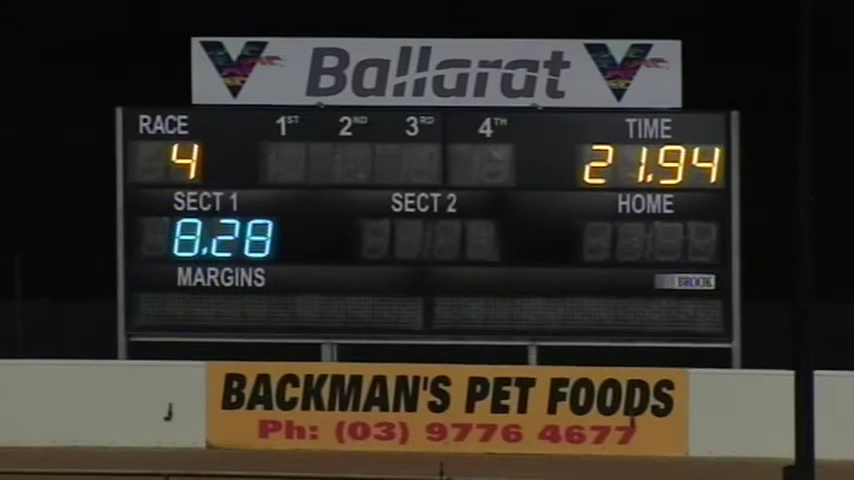 Ballarat
RACE 1ST 2ND 3RD 4TH TIME
4 21.94
SECT 1 SECT 2 HOME
8.28
MARGINS
BROOK
BACKMAN'S PET FOODS
Ph: (03) 9776 4677